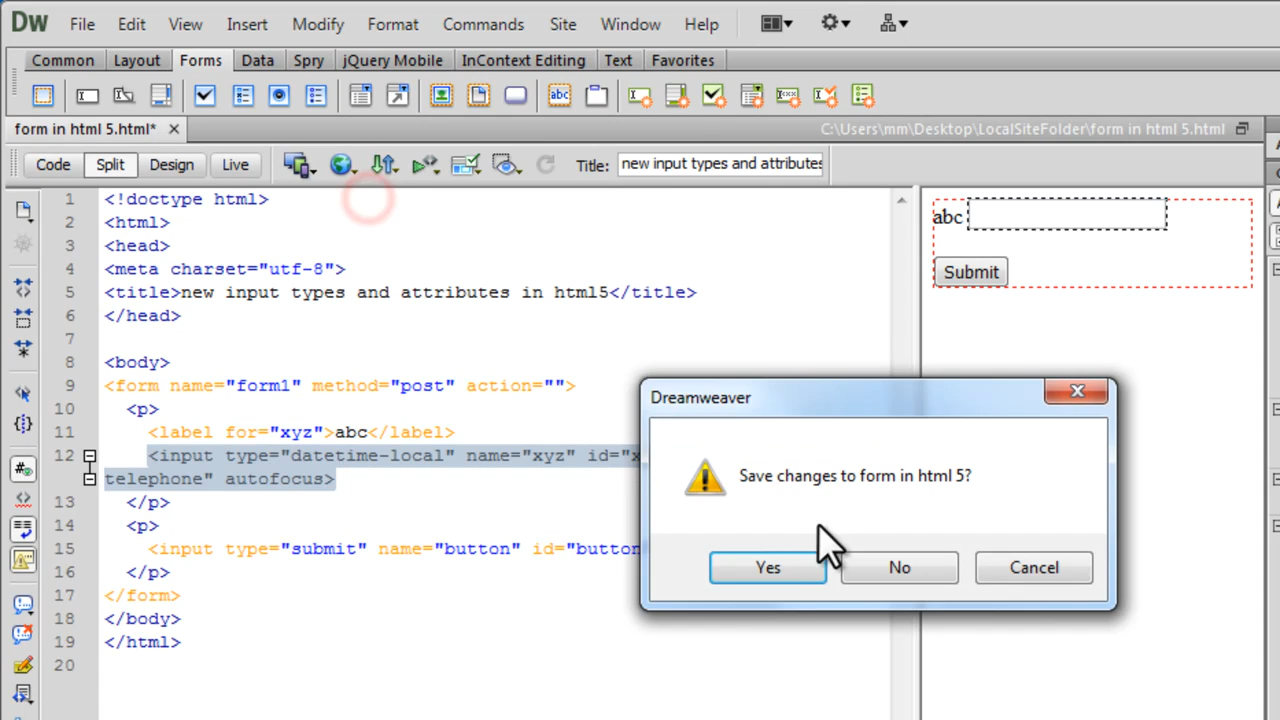 Dw File Edit View Insert Modify Format Commands Site Window Help
Common Layout Forms Data Spry jQuery Mobile InContext Editing Text Favorites
form in html 5.html* C:\Users\mm\Desktop\LocalSiteFolder\form in html 5.html
Code Split Design Live Title: new input types and attributes
1 <!doctype html>
2 <html>
3 <head>
4 <meta charset="utf-8">
5 <title>new input types and attributes in html5</title>
6 </head>
7
8 <body>
9 <form name="form1" method="post" action="">
10 <p>
11 <label for="xyz">abc</label>
12 <input type="datetime-local" name="xyz" id="x
telephone" autofocus>
13 </p>
14 <p>
15 <input type="submit" name="button" id="button
16 </p>
17 </form>
18 </body>
19 </html>
20
abc
Submit
Dreamweaver
Save changes to form in html 5?
Yes No Cancel